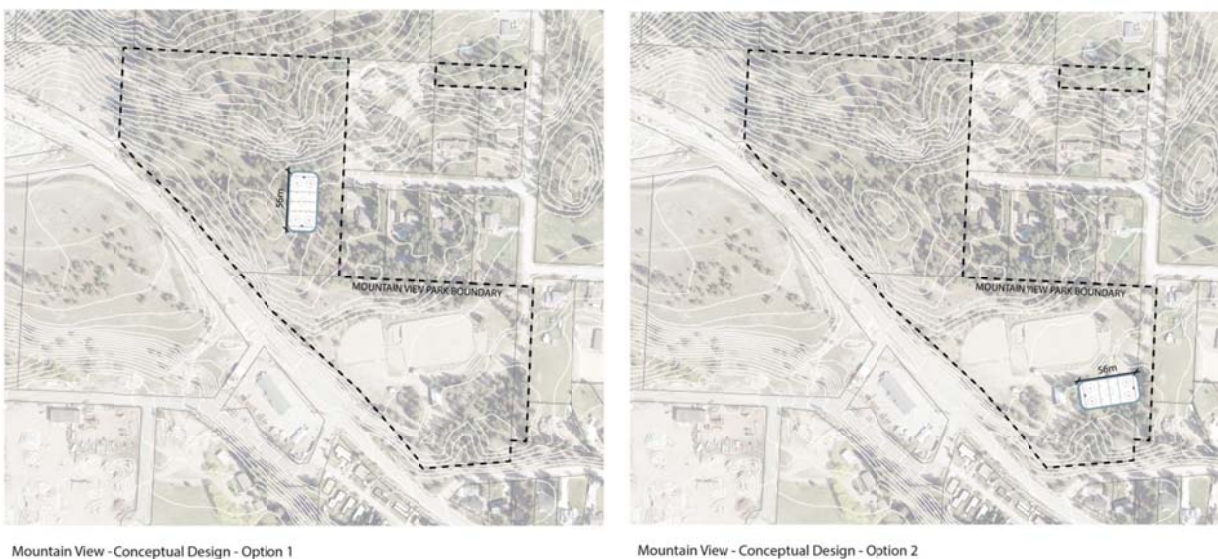 56m
MOUNTAIN VIEW PARK BOUNDARY
Mountain View -Conceptual Design - Option 1
MOUNTAIN VIEW PARK BOUNDARY
56m
Mountain View - Conceptual Design - Option 2